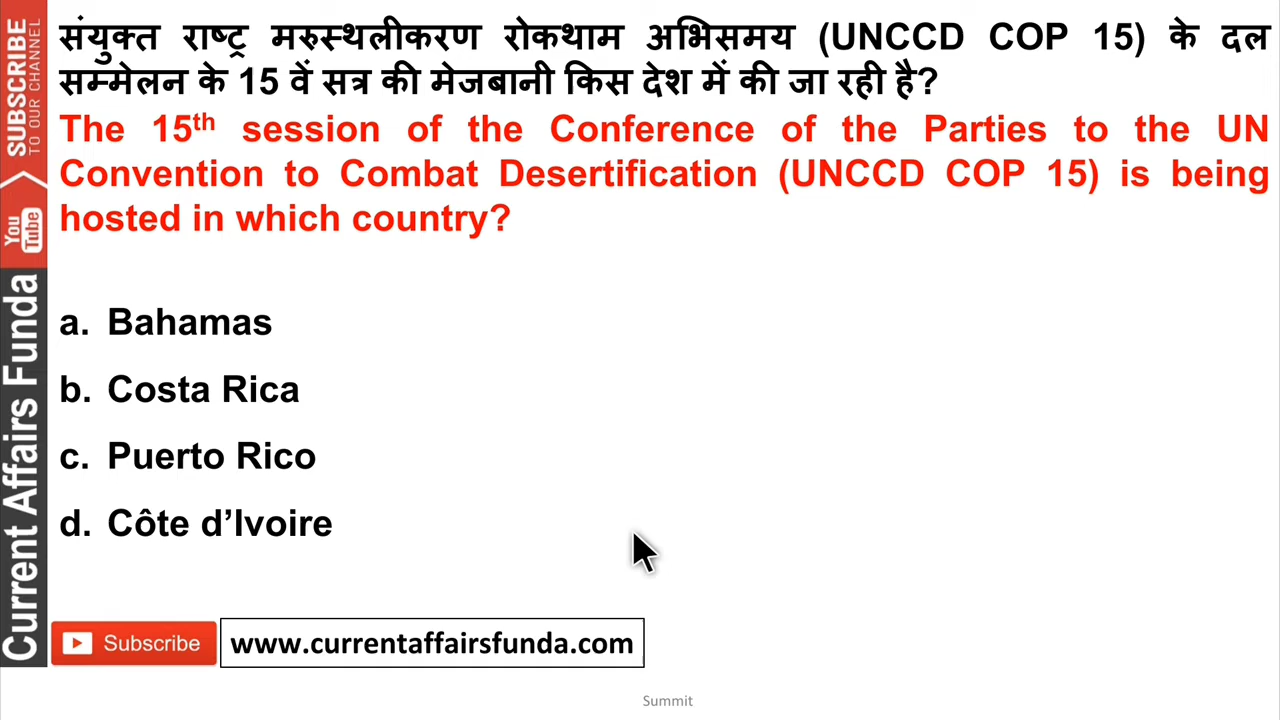 संयुक्त राष्ट्र मरुस्थलीकरण रोकथाम अभिसमय (UNCCD COP 15) के दल
सम्मेलन के 15 वें सत्र की मेजबानी किस देश में की जा रही है?
The 15th session of the Conference of the Parties to the UN
Convention to Combat Desertification (UNCCD COP 15) is being
hosted in which country?
a. Bahamas
b. Costa Rica
c. Puerto Rico
d. Côte d’Ivoire
SUBSCRIBE
TO OUR CHANNEL
You
Tube
Current Affairs Funda
Subscribe
www.currentaffairsfunda.com
Summit